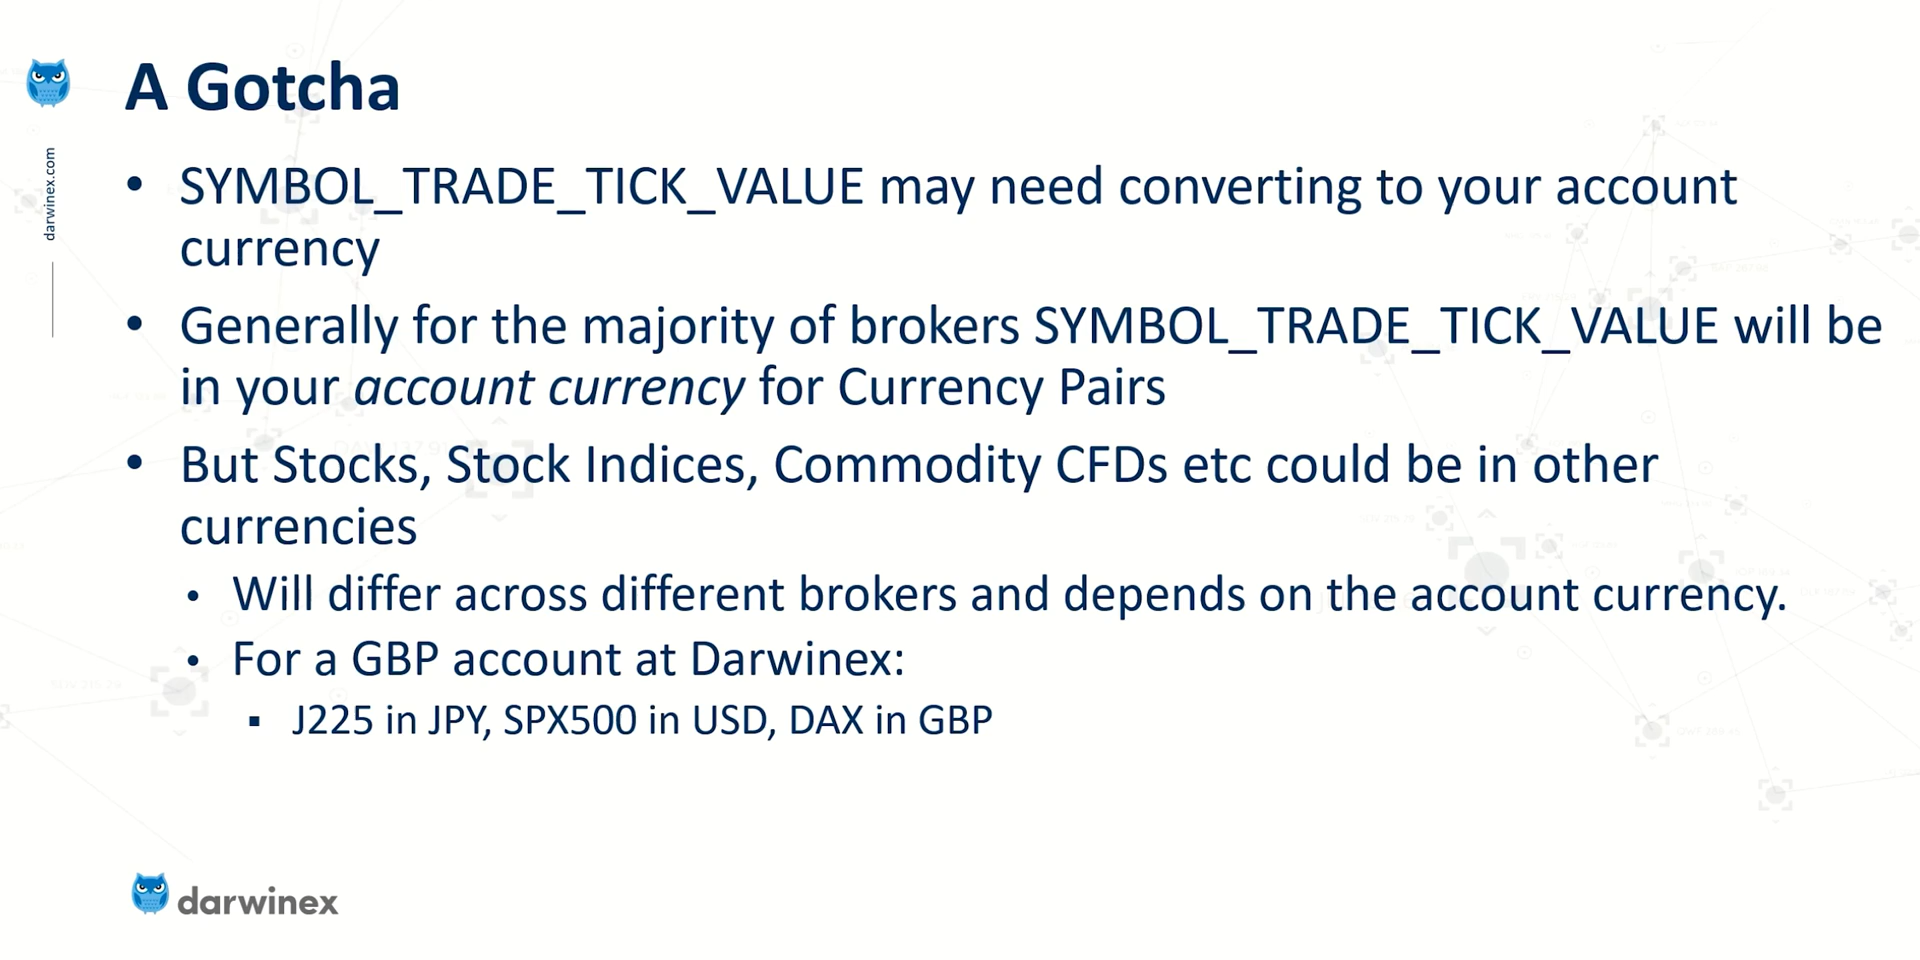 A Gotcha
darwinex.com
• SYMBOL_TRADE_TICK_VALUE may need converting to your account
currency
• Generally for the majority of brokers SYMBOL_TRADE_TICK_VALUE will be
in your account currency for Currency Pairs
• But Stocks, Stock Indices, Commodity CFDs etc could be in other
currencies
• Will differ across different brokers and depends on the account currency.
• For a GBP account at Darwinex:
▪ J225 in JPY, SPX500 in USD, DAX in GBP
darwinex